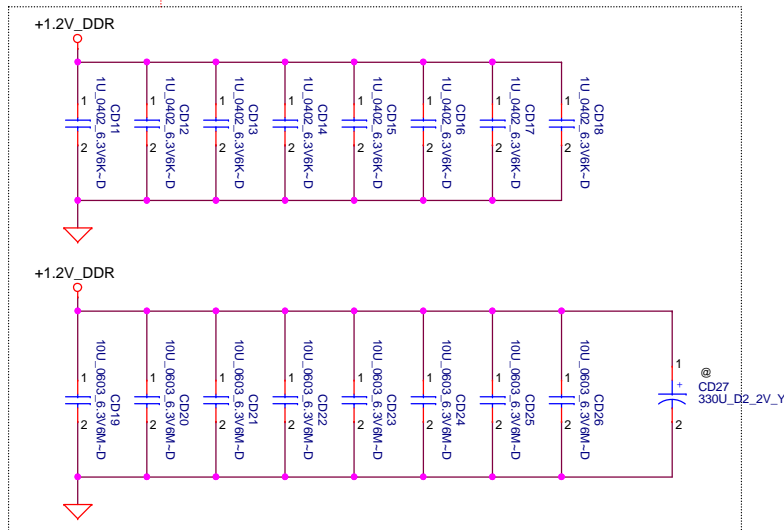 +1.2V_DDR
1
2
CD11
1U_0402_6.3V6K~D
1
2
CD12
1U_0402_6.3V6K~D
1
2
CD13
1U_0402_6.3V6K~D
1
2
CD14
1U_0402_6.3V6K~D
1
2
CD15
1U_0402_6.3V6K~D
1
2
CD16
1U_0402_6.3V6K~D
1
2
CD17
1U_0402_6.3V6K~D
1
2
CD18
1U_0402_6.3V6K~D
+1.2V_DDR
1
2
CD19
10U_0603_6.3V6M~D
1
2
CD20
10U_0603_6.3V6M~D
1
2
CD21
10U_0603_6.3V6M~D
1
2
CD22
10U_0603_6.3V6M~D
1
2
CD23
10U_0603_6.3V6M~D
1
2
CD24
10U_0603_6.3V6M~D
1
2
CD25
10U_0603_6.3V6M~D
1
2
CD26
10U_0603_6.3V6M~D
1
+
2
@
CD27
330U_D2_2V_Y